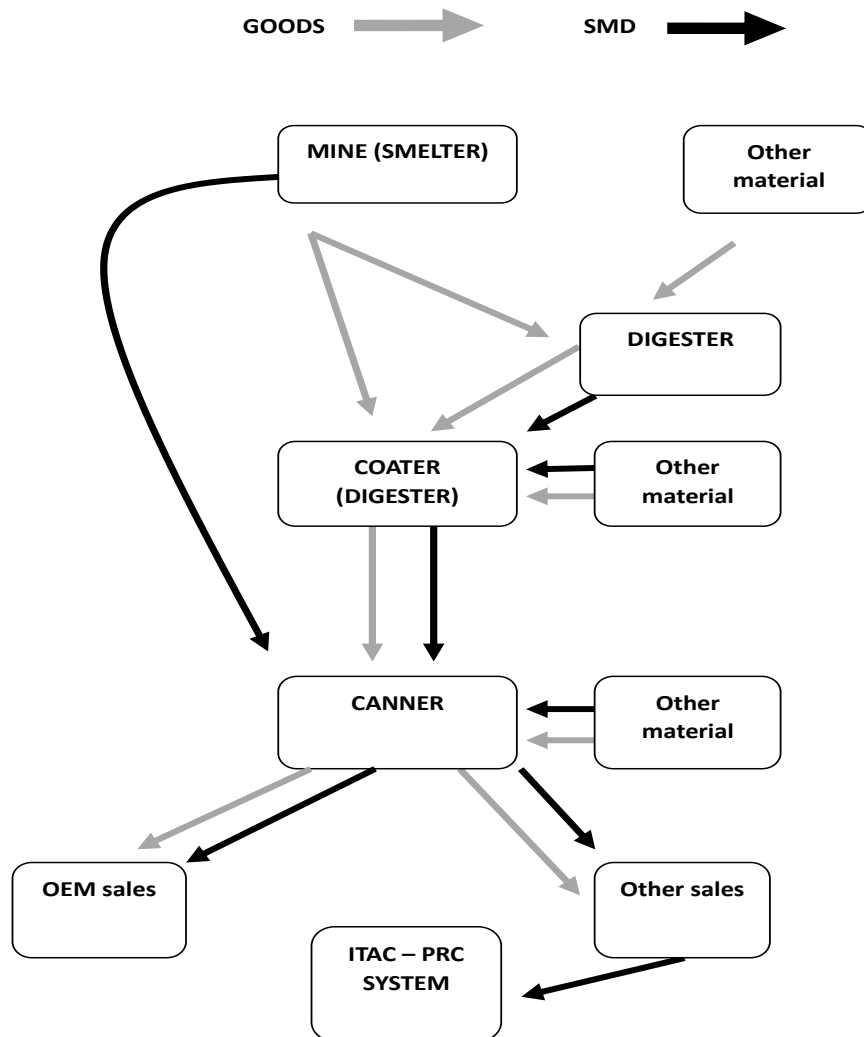 GOODS
SMD
MINE (SMELTER)
Other
material
DIGESTER
COATER
(DIGESTER)
Other
material
CANNER
Other
material
OEM sales
Other sales
ITAC – PRC
SYSTEM